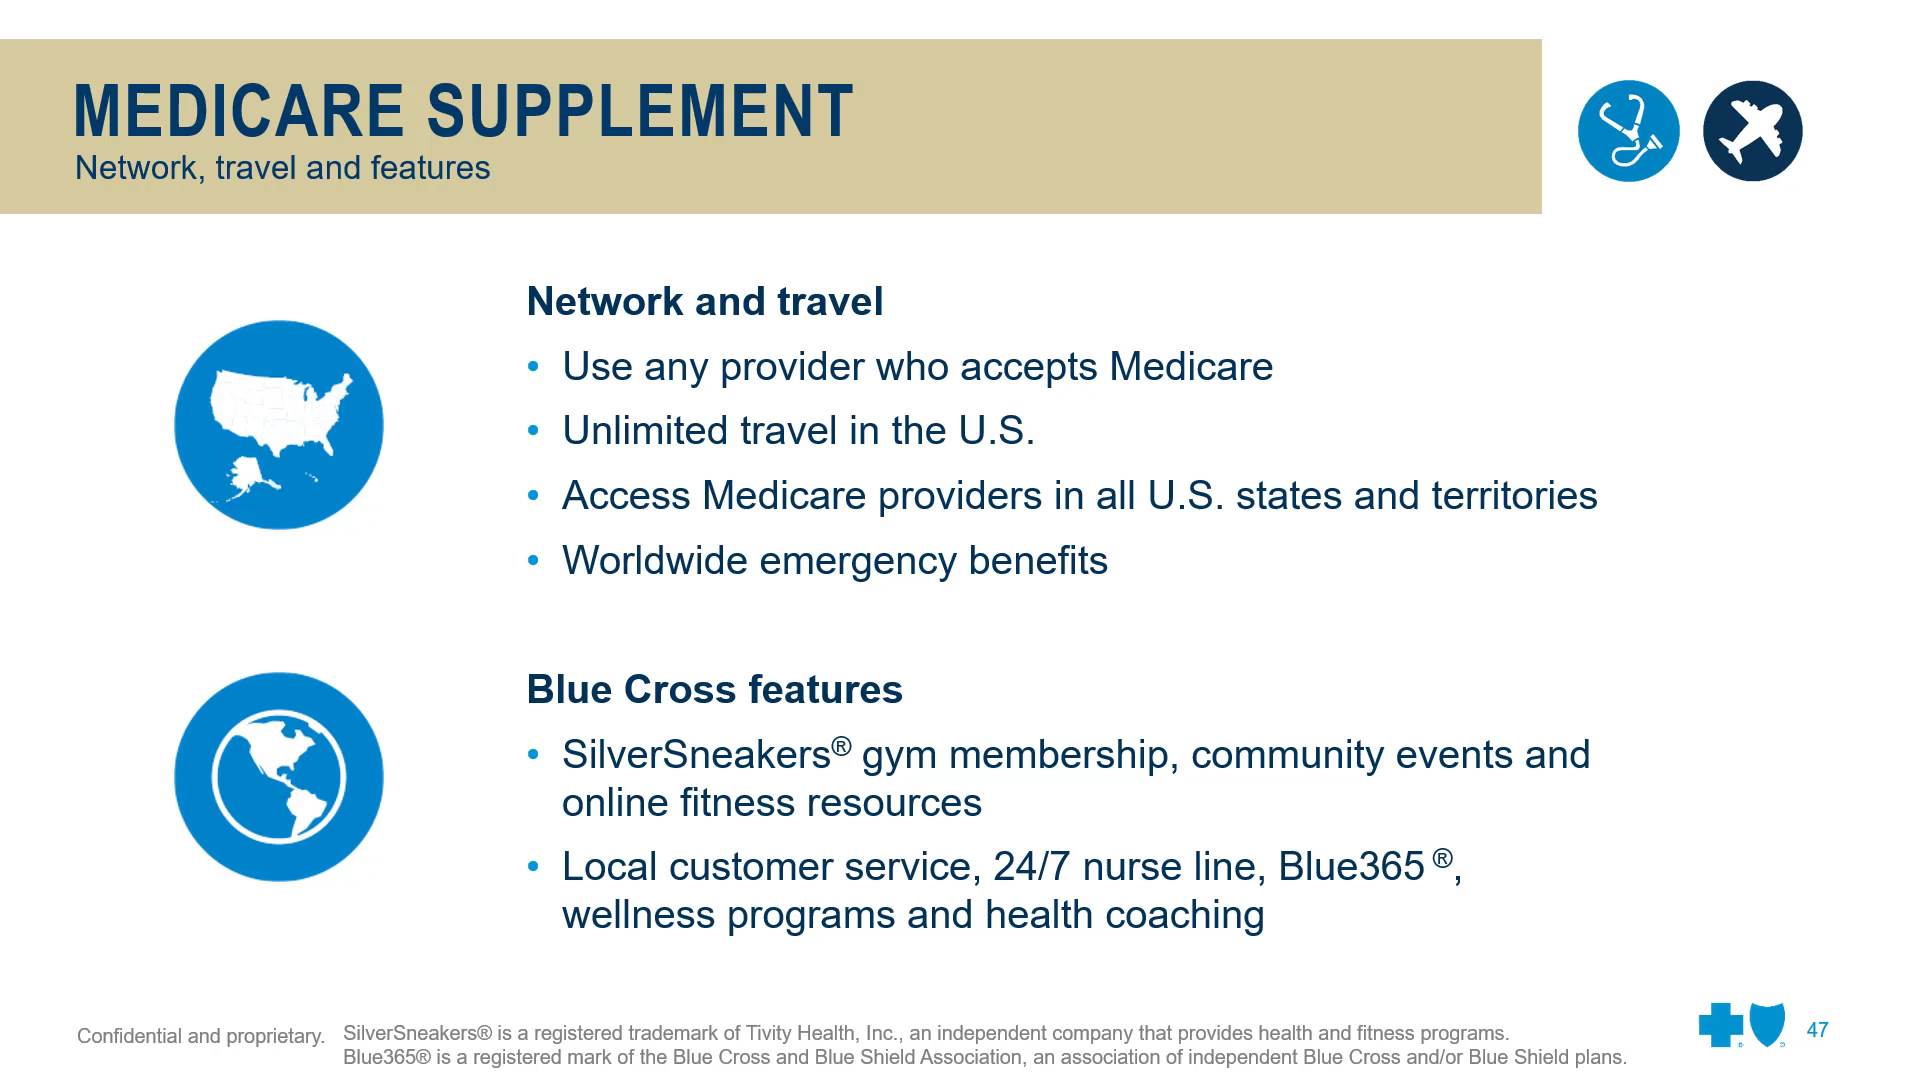 MEDICARE SUPPLEMENT
Network, travel and features
Network and travel
• Use any provider who accepts Medicare
• Unlimited travel in the U.S.
• Access Medicare providers in all U.S. states and territories
• Worldwide emergency benefits
Blue Cross features
• SilverSneakers® gym membership, community events and
online fitness resources
• Local customer service, 24/7 nurse line, Blue365 ®,
wellness programs and health coaching
Confidential and proprietary.
SilverSneakers® is a registered trademark of Tivity Health, Inc., an independent company that provides health and fitness programs.
Blue365® is a registered mark of the Blue Cross and Blue Shield Association, an association of independent Blue Cross and/or Blue Shield plans.
47